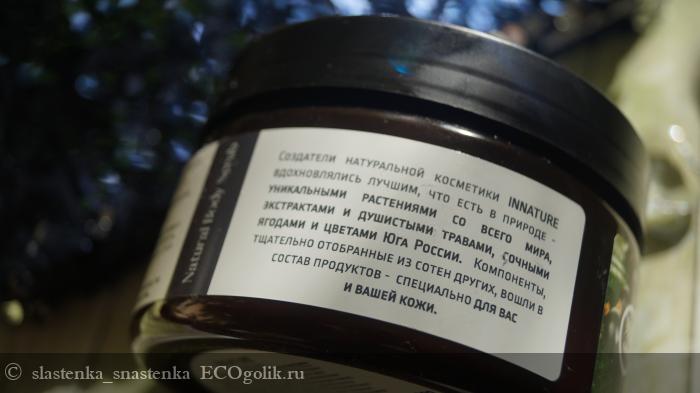 Создатели натуральной косметики INNATURE
вдохновлялись лучшим, что есть в природе -
уникальными растениями со всего мира,
экстрактами и душистыми травами, сочными
ягодами и цветами Юга России. Компоненты,
тщательно отобранные из сотен других, вошли в
состав продуктов - специально для вас
и вашей кожи.
Natural Body Scrub
© slastenka_snastenka ECOgolik.ru